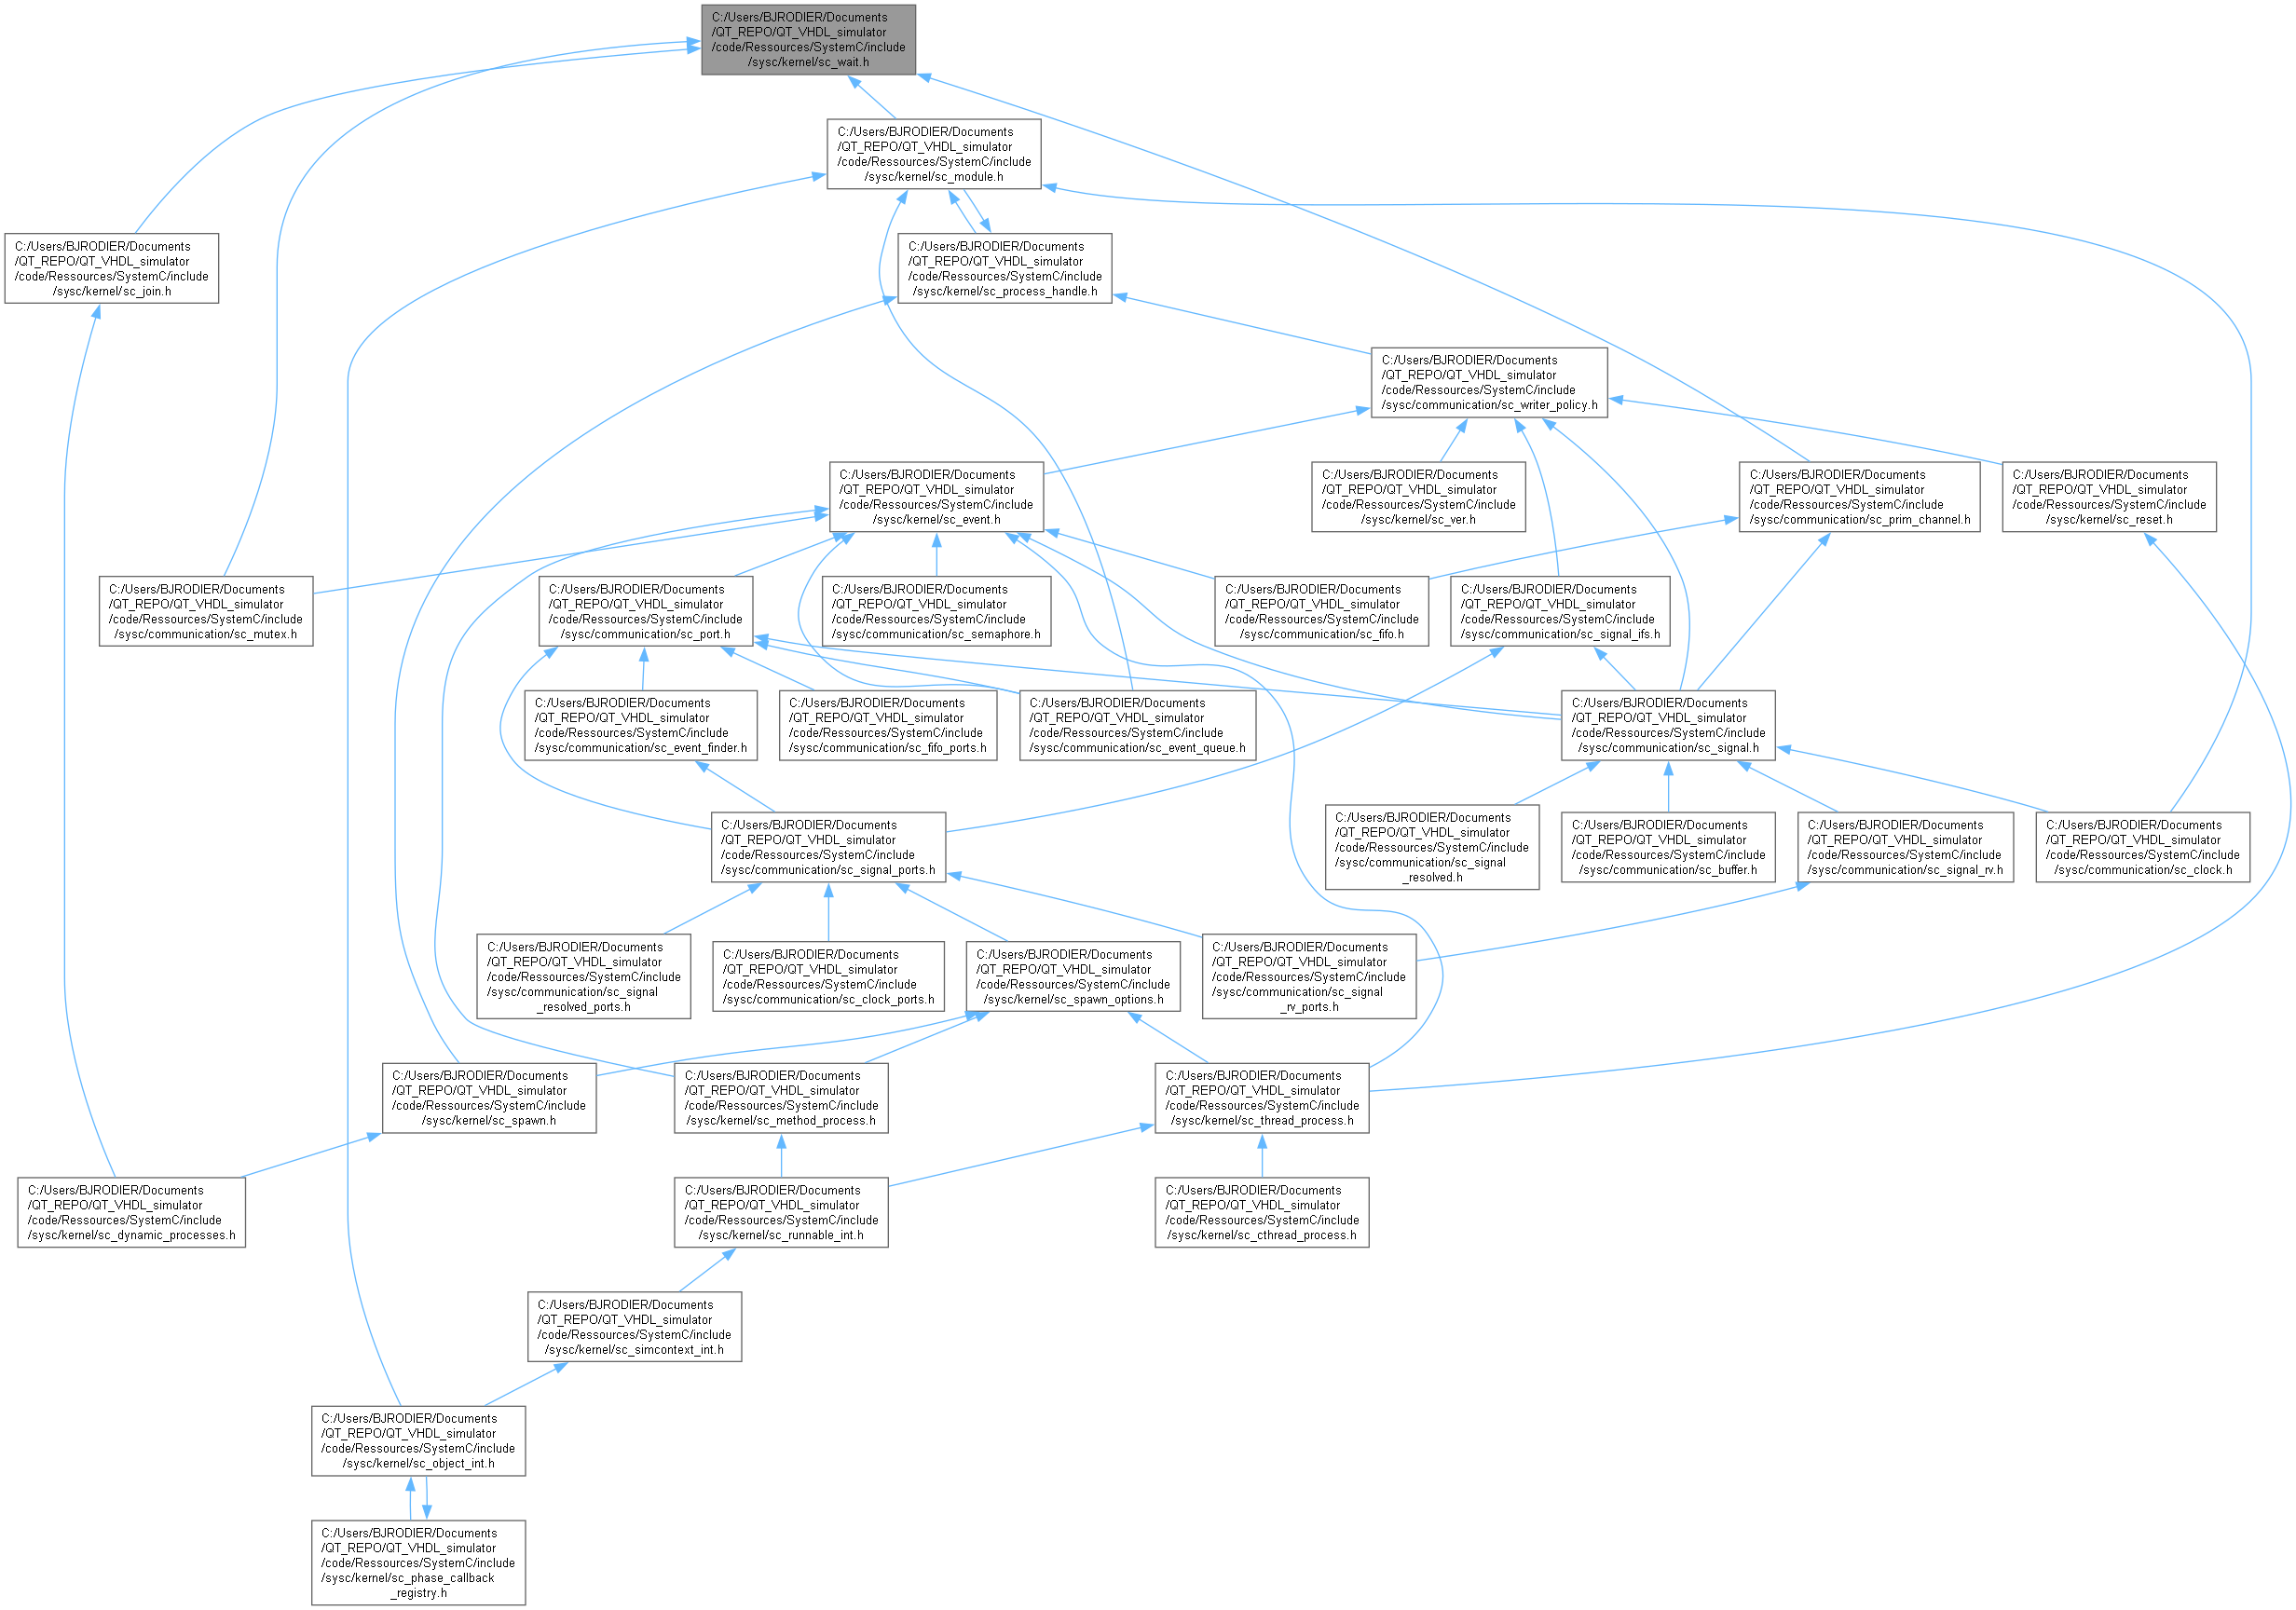 C:/Users/BJRODIER/Documents
/QT_REPO/QT_VHDL_simulator
/code/Ressources/SystemC/include
/sysc/kernel/sc_wait.h
C:/Users/BJRODIER/Documents
/QT_REPO/QT_VHDL_simulator
/code/Ressources/SystemC/include
/sysc/kernel/sc_module.h
C:/Users/BJRODIER/Documents
/QT_REPO/QT_VHDL_simulator
/code/Ressources/SystemC/include
/sysc/kernel/sc_join.h
C:/Users/BJRODIER/Documents
/QT_REPO/QT_VHDL_simulator
/code/Ressources/SystemC/include
/sysc/kernel/sc_process_handle.h
C:/Users/BJRODIER/Documents
/QT_REPO/QT_VHDL_simulator
/code/Ressources/SystemC/include
/sysc/communication/sc_writer_policy.h
C:/Users/BJRODIER/Documents
/QT_REPO/QT_VHDL_simulator
/code/Ressources/SystemC/include
/sysc/kernel/sc_event.h
C:/Users/BJRODIER/Documents
/QT_REPO/QT_VHDL_simulator
/code/Ressources/SystemC/include
/sysc/kernel/sc_ver.h
C:/Users/BJRODIER/Documents
/QT_REPO/QT_VHDL_simulator
/code/Ressources/SystemC/include
/sysc/communication/sc_prim_channel.h
C:/Users/BJRODIER/Documents
/QT_REPO/QT_VHDL_simulator
/code/Ressources/SystemC/include
/sysc/kernel/sc_reset.h
C:/Users/BJRODIER/Documents
/QT_REPO/QT_VHDL_simulator
/code/Ressources/SystemC/include
/sysc/communication/sc_mutex.h
C:/Users/BJRODIER/Documents
/QT_REPO/QT_VHDL_simulator
/code/Ressources/SystemC/include
/sysc/communication/sc_port.h
C:/Users/BJRODIER/Documents
/QT_REPO/QT_VHDL_simulator
/code/Ressources/SystemC/include
/sysc/communication/sc_semaphore.h
C:/Users/BJRODIER/Documents
/QT_REPO/QT_VHDL_simulator
/code/Ressources/SystemC/include
/sysc/communication/sc_fifo.h
C:/Users/BJRODIER/Documents
/QT_REPO/QT_VHDL_simulator
/code/Ressources/SystemC/include
/sysc/communication/sc_signal_ifs.h
C:/Users/BJRODIER/Documents
/QT_REPO/QT_VHDL_simulator
/code/Ressources/SystemC/include
/sysc/communication/sc_event_finder.h
C:/Users/BJRODIER/Documents
/QT_REPO/QT_VHDL_simulator
/code/Ressources/SystemC/include
/sysc/communication/sc_fifo_ports.h
C:/Users/BJRODIER/Documents
/QT_REPO/QT_VHDL_simulator
/code/Ressources/SystemC/include
/sysc/communication/sc_event_queue.h
C:/Users/BJRODIER/Documents
/QT_REPO/QT_VHDL_simulator
/code/Ressources/SystemC/include
/sysc/communication/sc_signal.h
C:/Users/BJRODIER/Documents
/QT_REPO/QT_VHDL_simulator
/code/Ressources/SystemC/include
/sysc/communication/sc_signal_ports.h
C:/Users/BJRODIER/Documents
/QT_REPO/QT_VHDL_simulator
/code/Ressources/SystemC/include
/sysc/communication/sc_signal
_resolved.h
C:/Users/BJRODIER/Documents
/QT_REPO/QT_VHDL_simulator
/code/Ressources/SystemC/include
/sysc/communication/sc_buffer.h
C:/Users/BJRODIER/Documents
/QT_REPO/QT_VHDL_simulator
/code/Ressources/SystemC/include
/sysc/communication/sc_signal_rv.h
C:/Users/BJRODIER/Documents
/QT_REPO/QT_VHDL_simulator
/code/Ressources/SystemC/include
/sysc/communication/sc_clock.h
C:/Users/BJRODIER/Documents
/QT_REPO/QT_VHDL_simulator
/code/Ressources/SystemC/include
/sysc/communication/sc_signal
_resolved_ports.h
C:/Users/BJRODIER/Documents
/QT_REPO/QT_VHDL_simulator
/code/Ressources/SystemC/include
/sysc/communication/sc_clock_ports.h
C:/Users/BJRODIER/Documents
/QT_REPO/QT_VHDL_simulator
/code/Ressources/SystemC/include
/sysc/kernel/sc_spawn_options.h
C:/Users/BJRODIER/Documents
/QT_REPO/QT_VHDL_simulator
/code/Ressources/SystemC/include
/sysc/communication/sc_signal
_rv_ports.h
C:/Users/BJRODIER/Documents
/QT_REPO/QT_VHDL_simulator
/code/Ressources/SystemC/include
/sysc/kernel/sc_spawn.h
C:/Users/BJRODIER/Documents
/QT_REPO/QT_VHDL_simulator
/code/Ressources/SystemC/include
/sysc/kernel/sc_method_process.h
C:/Users/BJRODIER/Documents
/QT_REPO/QT_VHDL_simulator
/code/Ressources/SystemC/include
/sysc/kernel/sc_thread_process.h
C:/Users/BJRODIER/Documents
/QT_REPO/QT_VHDL_simulator
/code/Ressources/SystemC/include
/sysc/kernel/sc_dynamic_processes.h
C:/Users/BJRODIER/Documents
/QT_REPO/QT_VHDL_simulator
/code/Ressources/SystemC/include
/sysc/kernel/sc_runnable_int.h
C:/Users/BJRODIER/Documents
/QT_REPO/QT_VHDL_simulator
/code/Ressources/SystemC/include
/sysc/kernel/sc_cthread_process.h
C:/Users/BJRODIER/Documents
/QT_REPO/QT_VHDL_simulator
/code/Ressources/SystemC/include
/sysc/kernel/sc_simcontext_int.h
C:/Users/BJRODIER/Documents
/QT_REPO/QT_VHDL_simulator
/code/Ressources/SystemC/include
/sysc/kernel/sc_object_int.h
C:/Users/BJRODIER/Documents
/QT_REPO/QT_VHDL_simulator
/code/Ressources/SystemC/include
/sysc/kernel/sc_phase_callback
_registry.h